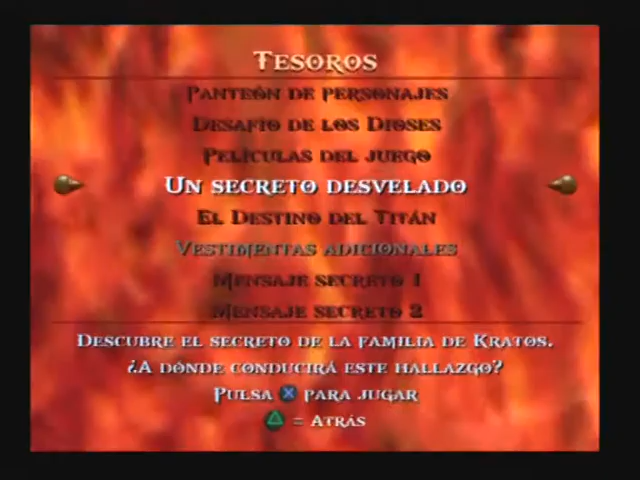 Tesoros
Panteón de personajes
Desafío de los Dioses
Películas del juego
Un secreto desvelado
El Destino del Titán
Vestimentas adicionales
Mensaje secreto 1
Mensaje secreto 2
Descubre el secreto de la familia de Kratos.
¿A dónde conducirá este hallazgo?
Pulsa X para jugar
= Atrás